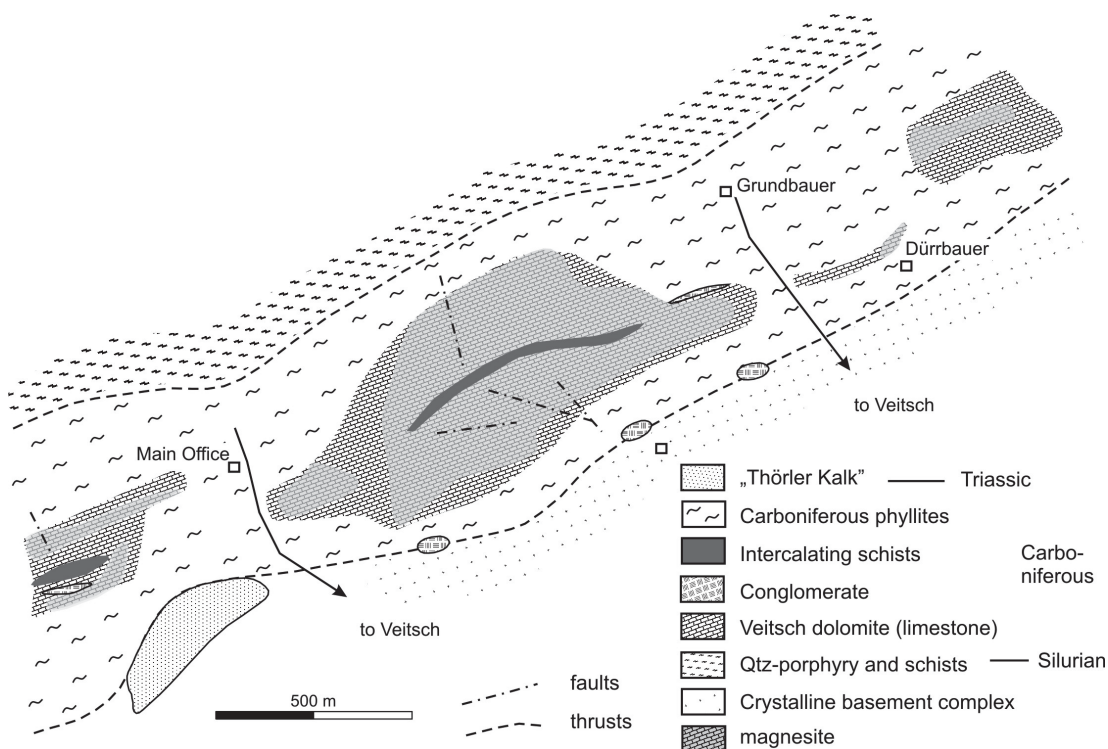 Grundbauer
Dürrbauer
to Veitsch
Main Office
to Veitsch
500 m
faults
thrusts
„Thörler Kalk” Triassic
Carboniferous phyllites
Intercalating schists
Carbo-
niferous
Conglomerate
Veitsch dolomite (limestone)
Qtz-porphyry and schists Silurian
Crystalline basement complex
magnesite